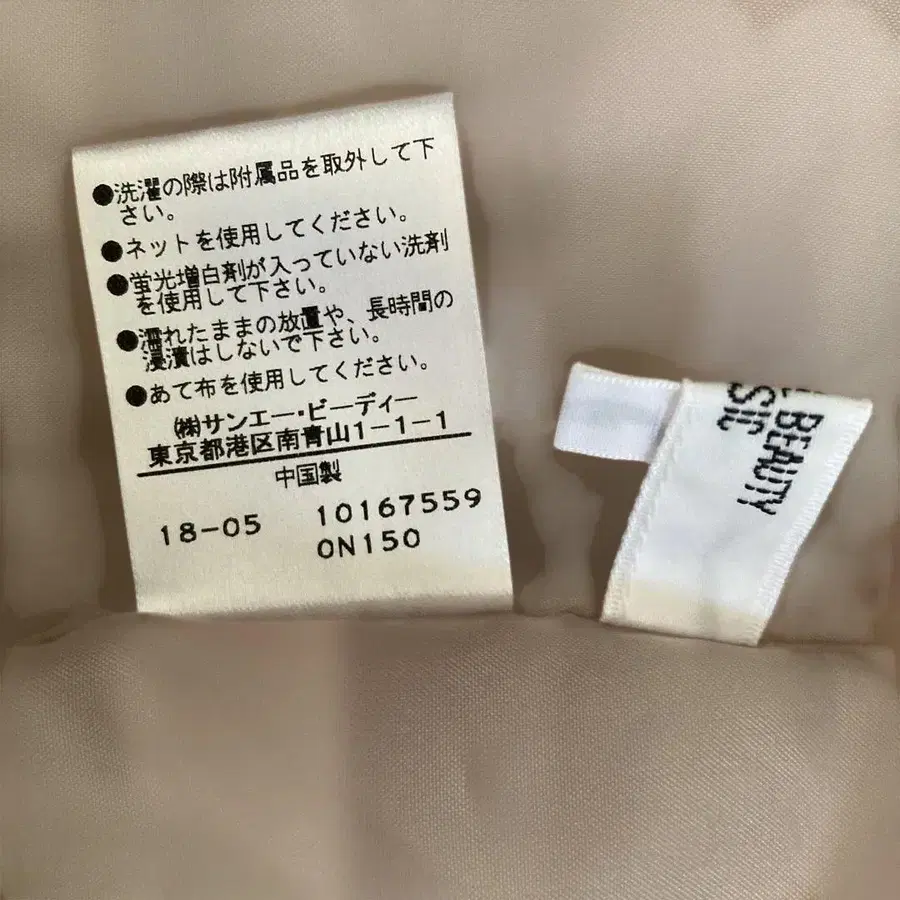 ●洗濯の際は附属品を取外して下
さい。
●ネットを使用してください。
●蛍光増白剤が入っていない洗剤
を使用して下さい。
●濡れたままの放置や、長時間の
浸漬はしないで下さい。
●あて布を使用してください。
㈱サンエー・ビーディー
東京都港区南青山1-1-1
中国製
18-05 10167559
0N150
BEAUTY